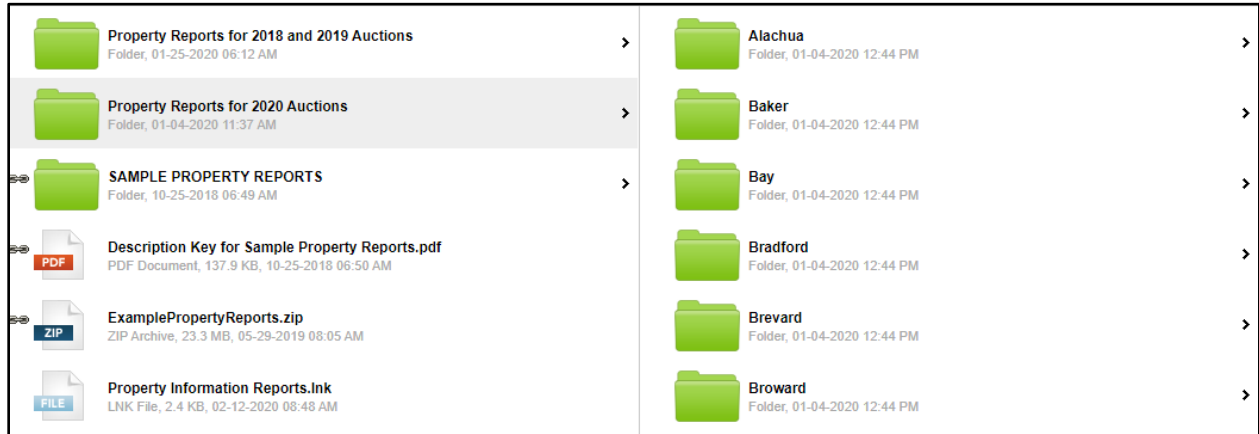 Property Reports for 2018 and 2019 Auctions
Folder, 01-25-2020 06:12 AM
Property Reports for 2020 Auctions
Folder, 01-04-2020 11:37 AM
SAMPLE PROPERTY REPORTS
Folder, 10-25-2018 06:49 AM
PDF
Description Key for Sample Property Reports.pdf
PDF Document, 137.9 KB, 10-25-2018 06:50 AM
ZIP
ExamplePropertyReports.zip
ZIP Archive, 23.3 MB, 05-29-2019 08:05 AM
FILE
Property Information Reports.lnk
LNK File, 2.4 KB, 02-12-2020 08:48 AM
Alachua
Folder, 01-04-2020 12:44 PM
Baker
Folder, 01-04-2020 12:44 PM
Bay
Folder, 01-04-2020 12:44 PM
Bradford
Folder, 01-04-2020 12:44 PM
Brevard
Folder, 01-04-2020 12:44 PM
Broward
Folder, 01-04-2020 12:44 PM